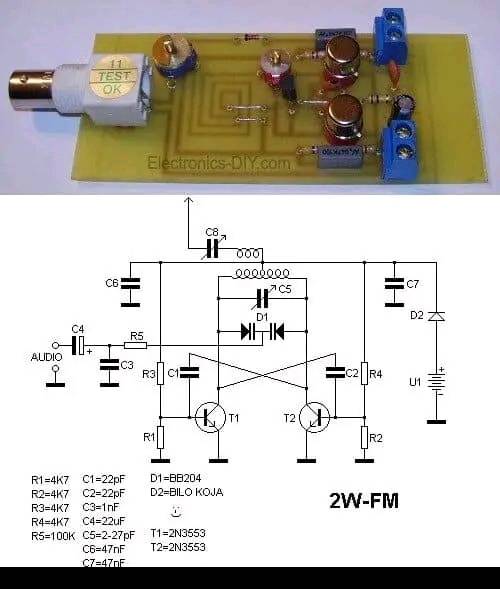 11
TEST
OK
Electronics-DIY.com
C8
C6
C5
C7
D1
D2
C4
R5
AUDIO
C3
R3
C1
C2
R4
U1
T1
T2
R1
R2
R1=4K7 C1=22pF D1=BB204
R2=4K7 C2=22pF D2=BILO KOJA
R3=4K7 C3=1nF
R4=4K7 C4=22uF
R5=100K C5=2-27pF T1=2N3553
C6=47nF T2=2N3553
C7=47nF
2W-FM